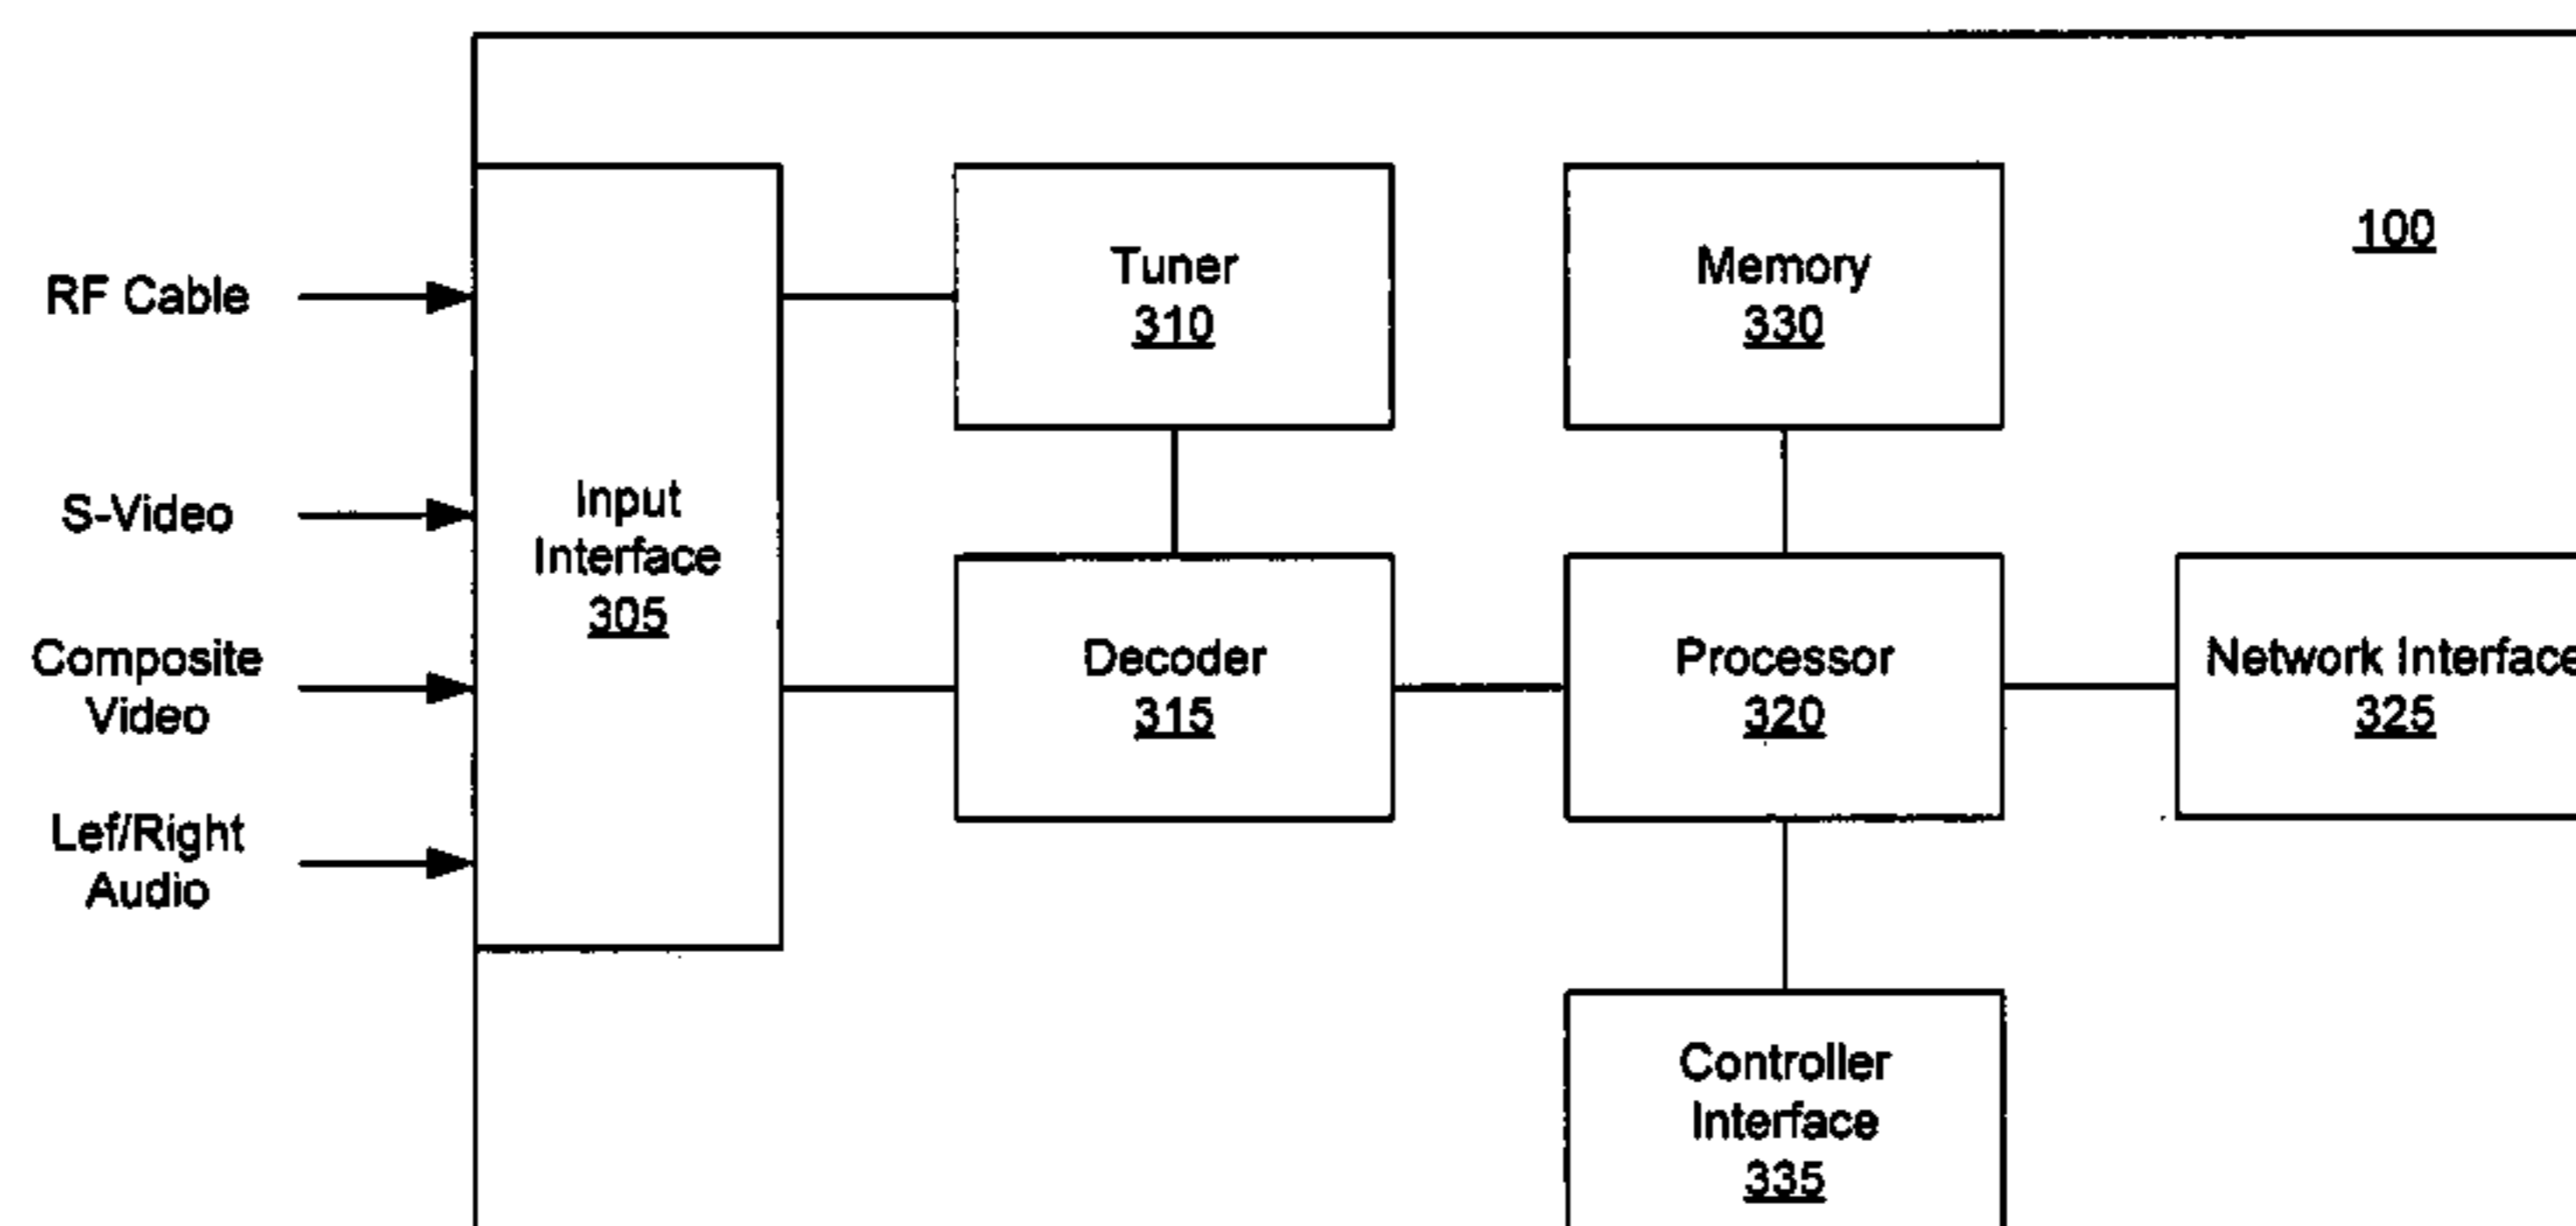 RF Cable
S-Video
Composite
Video
Lef/Right
Audio
Input
Interface
305
Tuner
310
Decoder
315
Memory
330
Processor
320
Controller
Interface
335
100
Network Interface
325